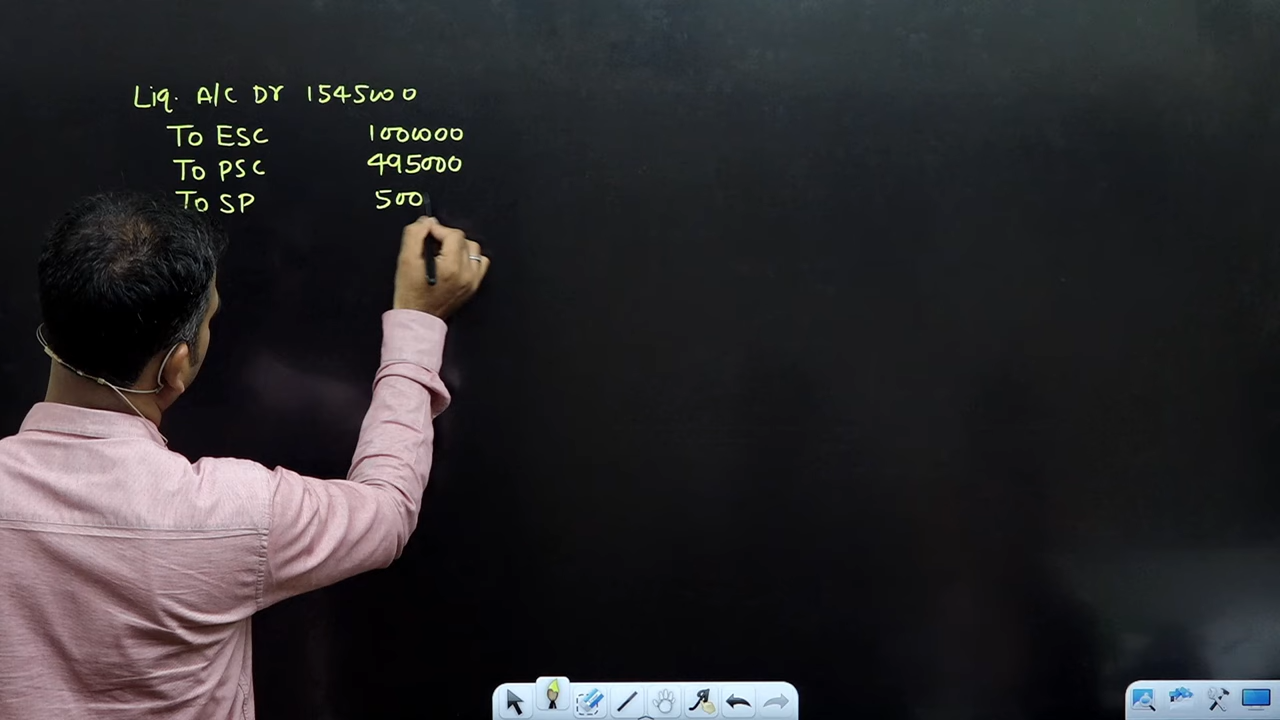 Liq. A/C Dr 1545000
To ESC 1000000
To PSC 495000
To SP 500